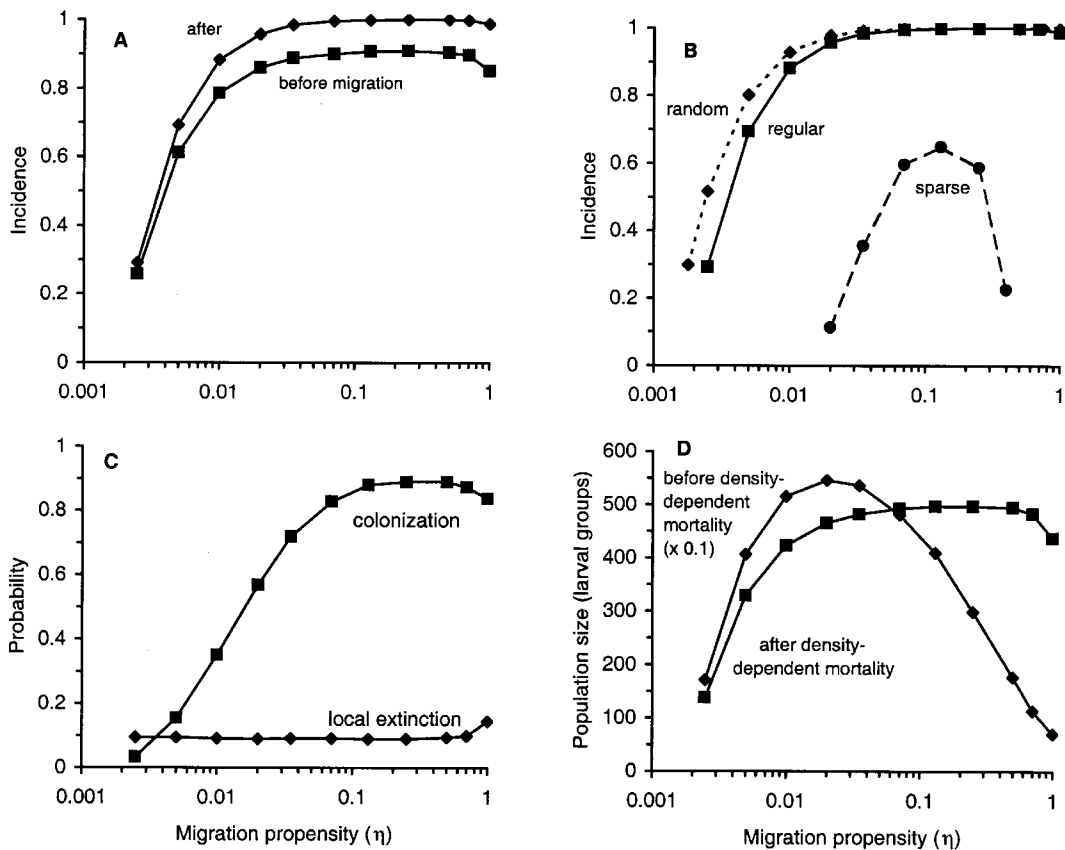 A
after
before migration
Incidence
1
0.8
0.6
0.4
0.2
0
0.001
0.01
0.1
1
B
random
regular
sparse
Incidence
1
0.8
0.6
0.4
0.2
0
0.001
0.01
0.1
1
C
colonization
local extinction
Probability
1
0.8
0.6
0.4
0.2
0
0.001
0.01
0.1
1
Migration propensity (η)
D
before density-
dependent
mortality
(x 0.1)
after density-
dependent mortality
Population size (larval groups)
600
500
400
300
200
100
0
0.001
0.01
0.1
1
Migration propensity (η)